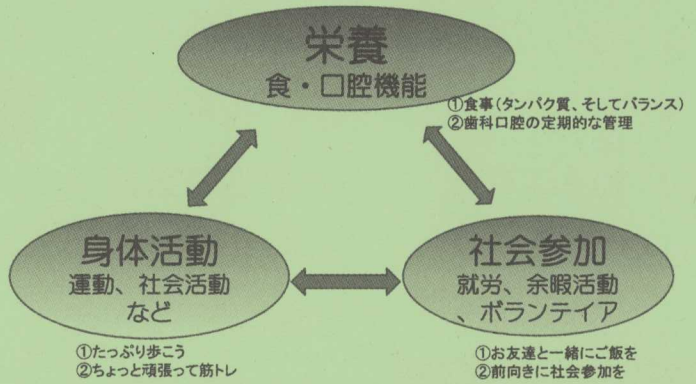 栄養
食・口腔機能
①食事(タンパク質、そしてバランス)
②歯科口腔の定期的な管理
身体活動
運動、社会活動
など
①たっぷり歩こう
②ちょっと頑張って筋トレ
社会参加
就労、余暇活動
、ボランテイア
①お友達と一緒にご飯を
②前向きに社会参加を